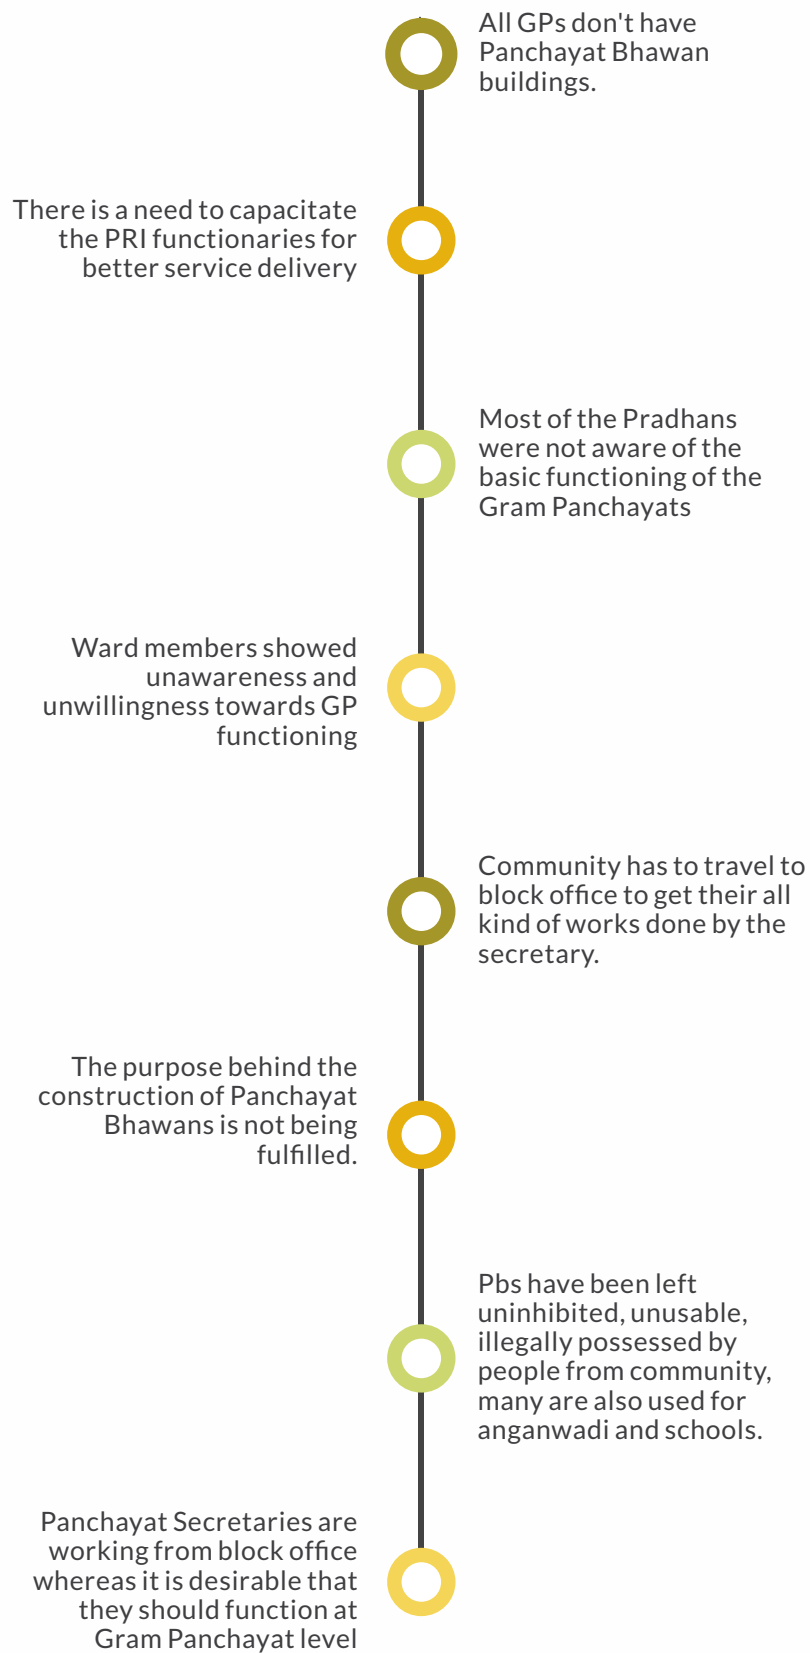 All GPs don't have
Panchayat Bhawan
buildings.
There is a need to capacitate
the PRI functionaries for
better service delivery
Most of the Pradhans
were not aware of the
basic functioning of the
Gram Panchayats
Ward members showed
unawareness and
unwillingness towards GP
functioning
Community has to travel to
block office to get their all
kind of works done by the
secretary.
The purpose behind the
construction of Panchayat
Bhawans is not being
fulfilled.
Pbs have been left
uninhibited, unusable,
illegally possessed by
people from community,
many are also used for
anganwadi and schools.
Panchayat Secretaries are
working from block office
whereas it is desirable that
they should function at
Gram Panchayat level